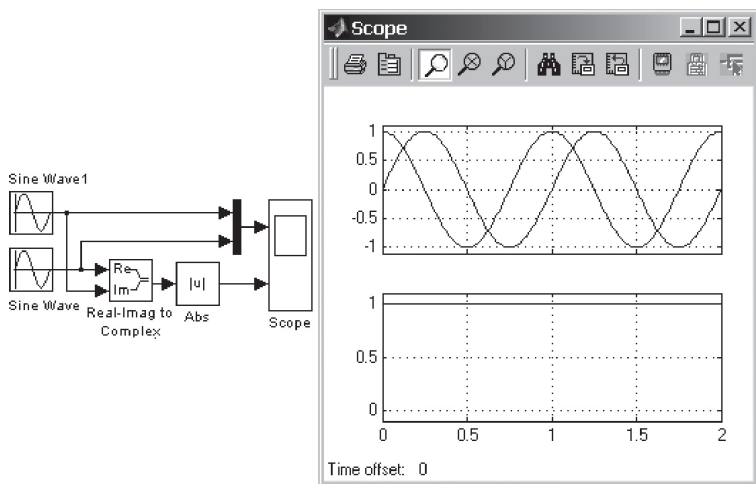 Scope
Sine Wave1
Sine Wave
Re
Im
Real-Imag to
Complex
|u|
Abs
Scope
1
0.5
0
-0.5
-1
1
0.5
0
0
0.5
1
1.5
2
Time offset: 0